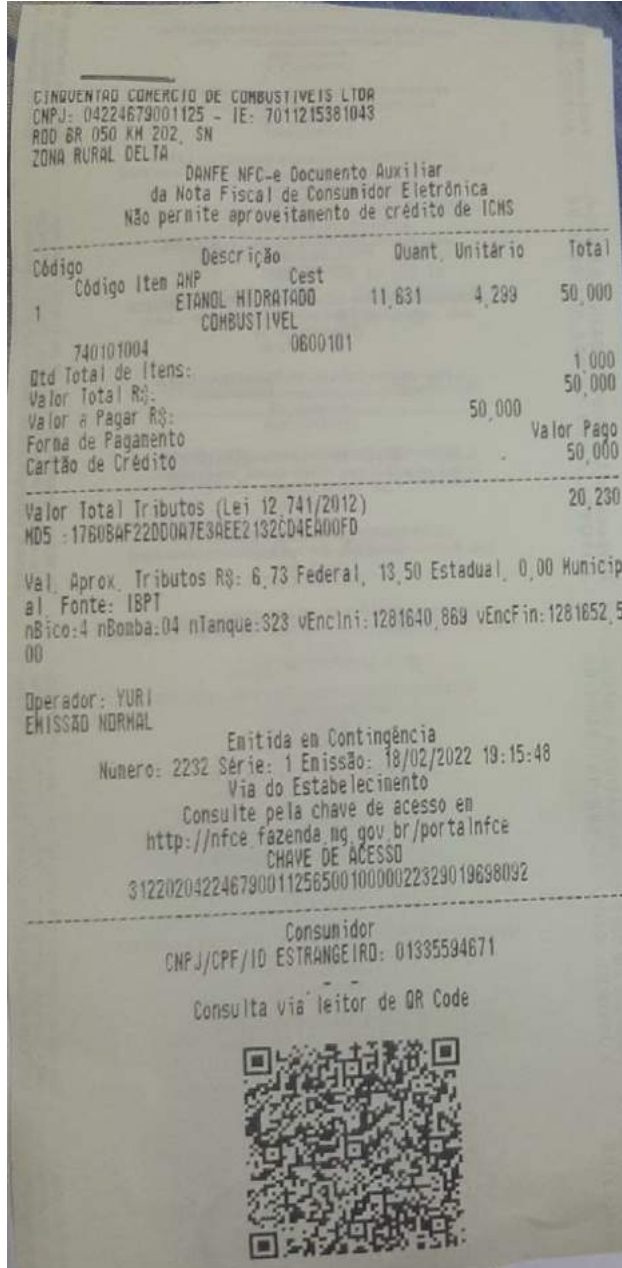 CINQUENTAO COMERCIO DE COMBUSTIVEIS LTDA
CNPJ: 04224679001125 - IE: 7011215381043
ROD BR 050 KM 202, SN
ZONA RURAL DELTA
DANFE NFC-e Documento Auxiliar
da Nota Fiscal de Consumidor Eletrônica
Não permite aproveitamento de crédito de ICMS
Código Descrição Quant. Unitário Total
Código Item ANP Cest
1 ETANOL HIDRATADO 11,631 4,299 50,000
COMBUSTIVEL
740101004 0600101
Qtd Total de Itens: 1,000
Valor Total R$: 50,000
Valor a Pagar R$: 50,000
Forma de Pagamento Valor Pago
Cartão de Crédito 50,000
Valor Total Tributos (Lei 12.741/2012) 20,230
MD5 :1760BAF22DD0A7E3AEE2132CD4EA00FD
Val. Aprox. Tributos R$: 6,73 Federal, 13,50 Estadual, 0,00 Municip
al. Fonte: IBPT
nBico:4 nBomba:04 nTanque:323 vEncIni:1281640,869 vEncFin:1281652,5
00
Operador: YURI
EMISSÃO NORMAL
Emitida em Contingência
Numero: 2232 Série: 1 Emissão: 18/02/2022 19:15:48
Via do Estabelecimento
Consulte pela chave de acesso em
http://nfce.fazenda.mg.gov.br/portalnfce
CHAVE DE ACESSO
31220204224679001125650010000022329019698092
Consumidor
CNPJ/CPF/ID ESTRANGEIRO: 01335594671
- -
Consulta via leitor de QR Code